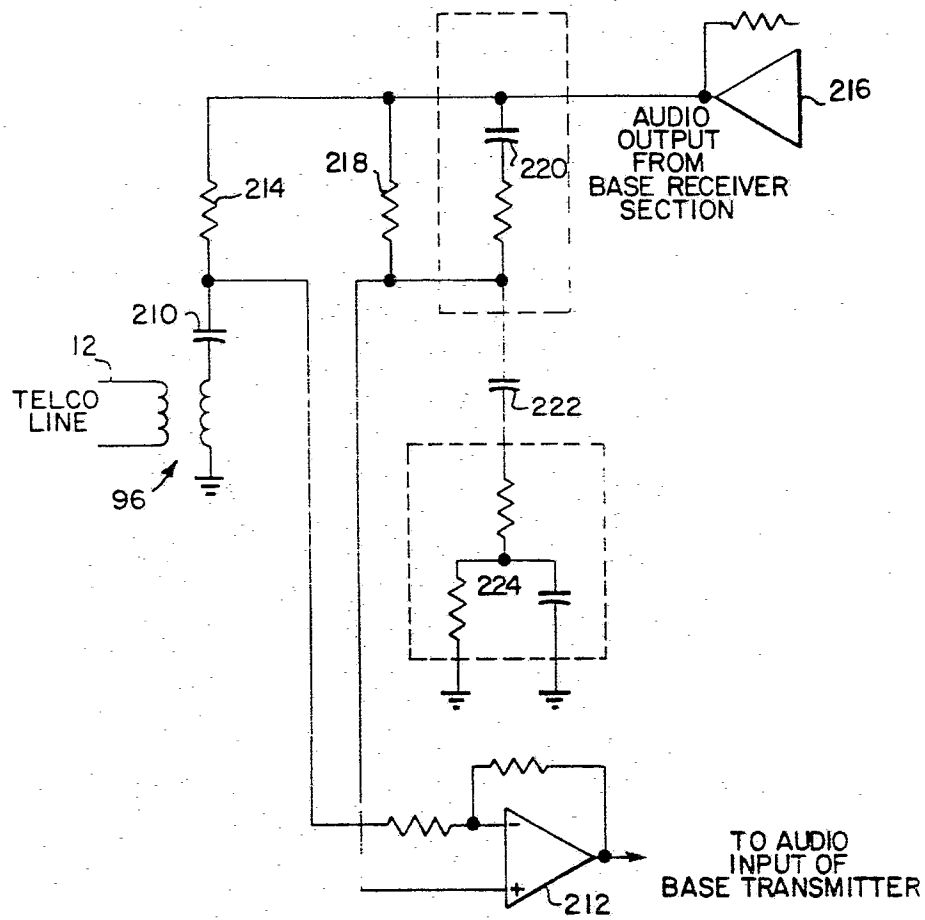 216
AUDIO
OUTPUT
FROM
BASE RECEIVER
SECTION
220
218
214
210
12
TELCO
LINE
96
222
224
-
+
212
TO AUDIO
INPUT OF
BASE TRANSMITTER